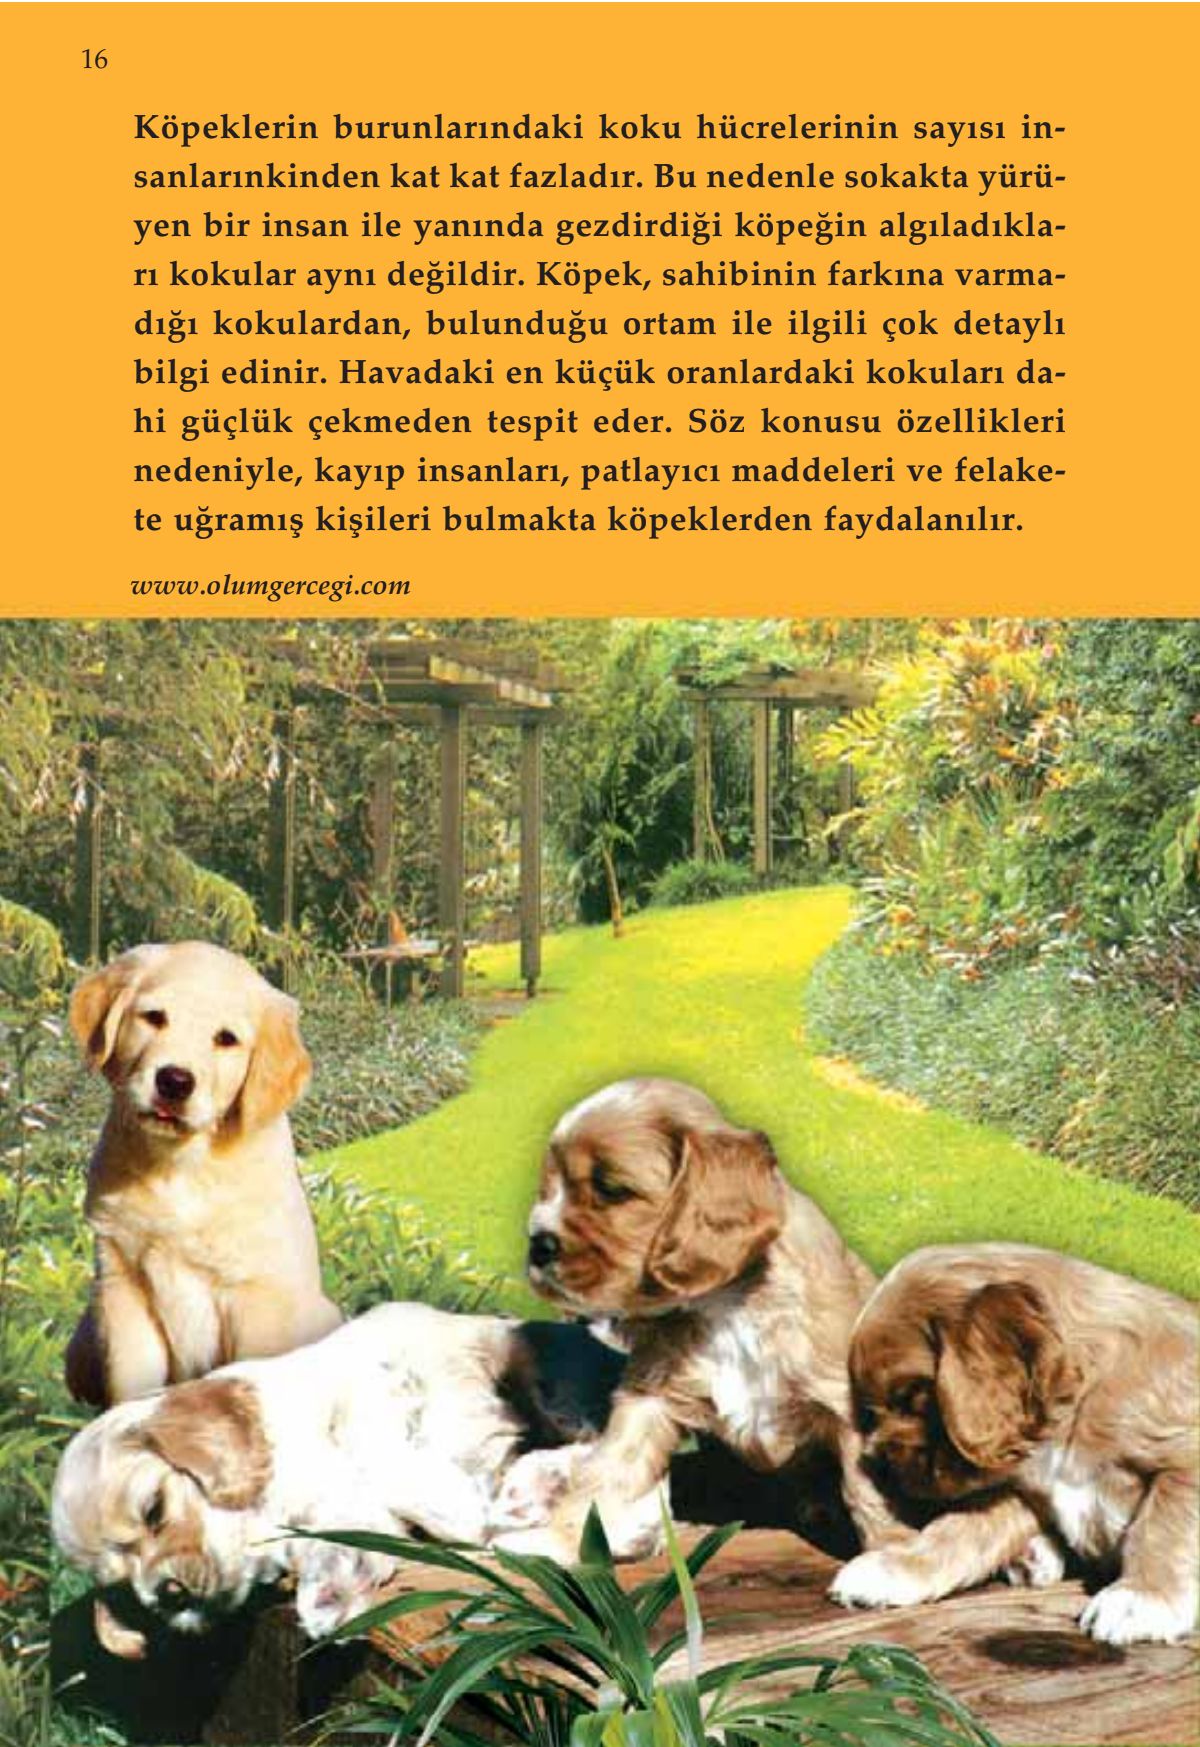 16
Köpeklerin burunlarındaki koku hücrelerinin sayısı in-
sanlarınkinden kat kat fazladır. Bu nedenle sokakta yürü-
yen bir insan ile yanında gezdirdiği köpeğin algıladıkla-
rı kokular aynı değildir. Köpek, sahibinin farkına varma-
dığı kokulardan, bulunduğu ortam ile ilgili çok detaylı
bilgi edinir. Havadaki en küçük oranlardaki kokuları da-
hi güçlük çekmeden tespit eder. Söz konusu özellikleri
nedeniyle, kayıp insanları, patlayıcı maddeleri ve felake-
te uğramış kişileri bulmakta köpeklerden faydalanılır.
www.olumgercegi.com